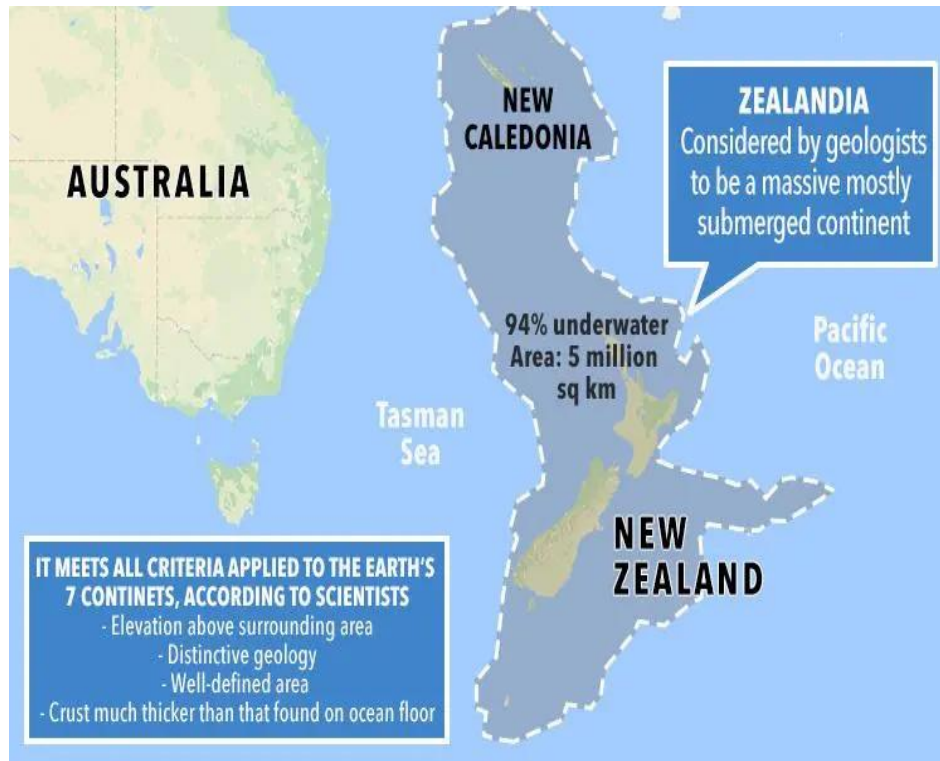 AUSTRALIA
NEW
CALEDONIA
ZEALANDIA
Considered by geologists
to be a massive mostly
submerged continent
94% underwater
Area: 5 million
sq km
Pacific
Ocean
Tasman
Sea
NEW
ZEALAND
IT MEETS ALL CRITERIA APPLIED TO THE EARTH'S
7 CONTINETS, ACCORDING TO SCIENTISTS
- Elevation above surrounding area
- Distinctive geology
- Well-defined area
- Crust much thicker than that found on ocean floor